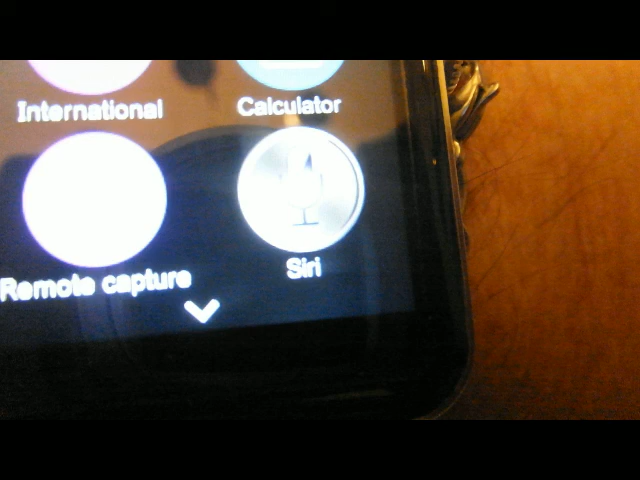 International
Calculator
Remote capture
Siri